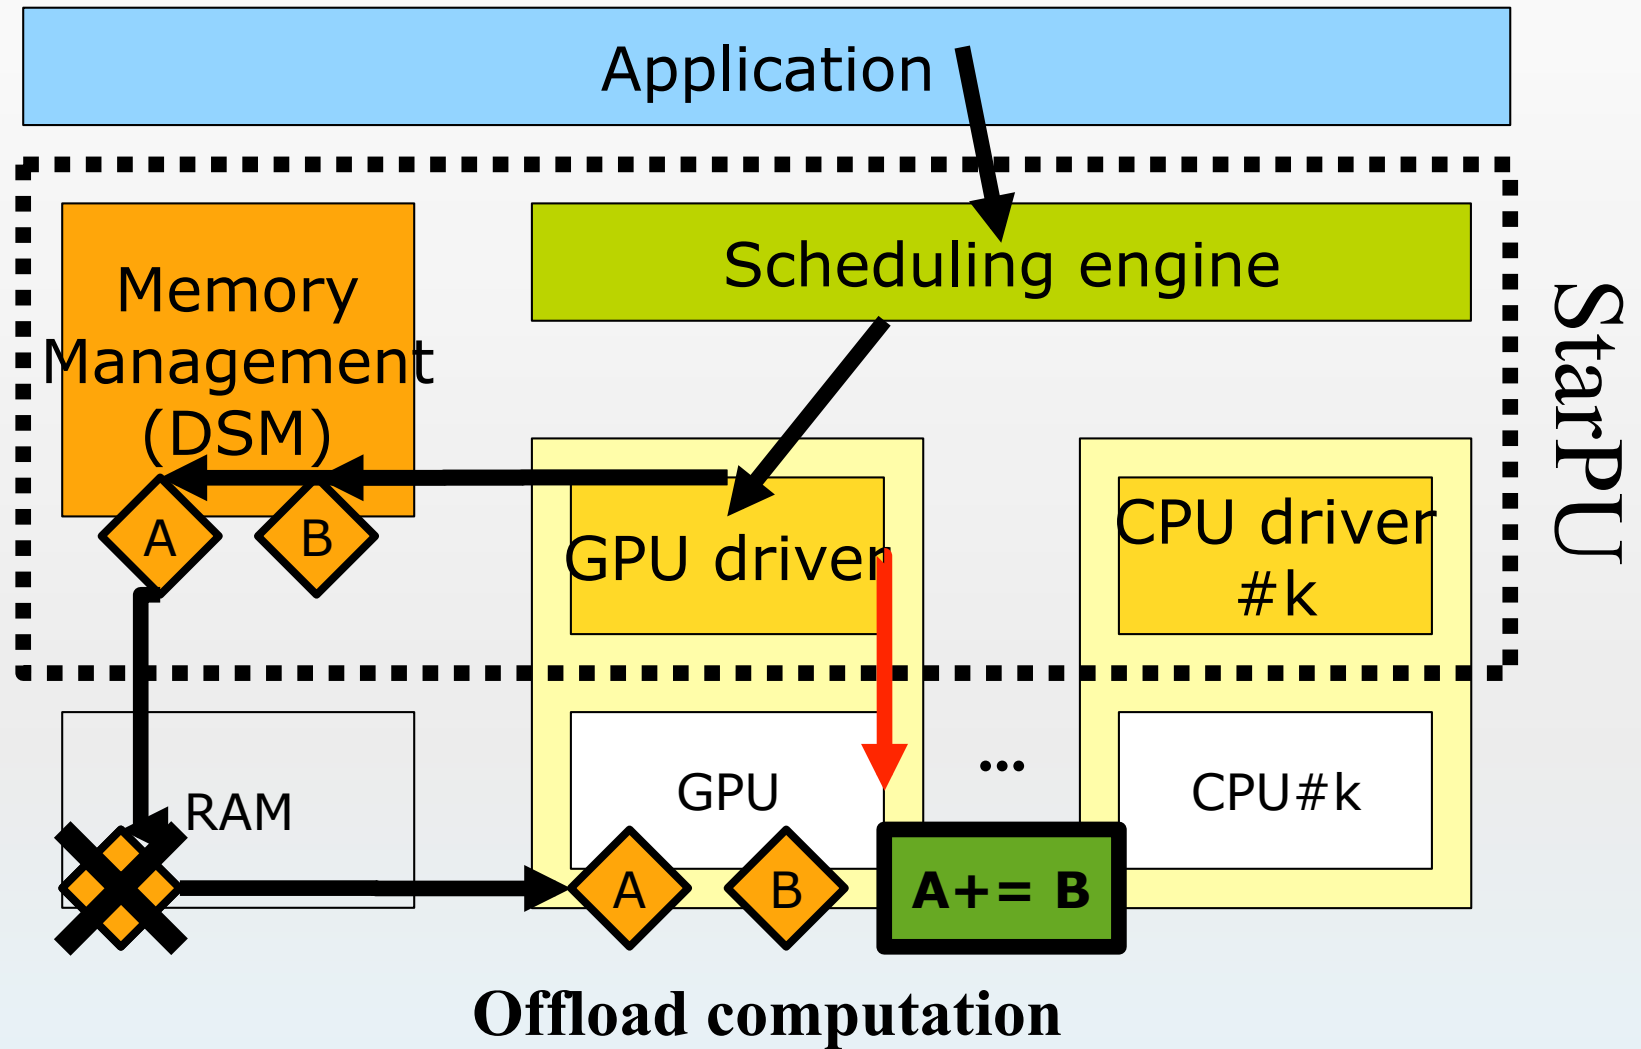 Application
Memory
Management
(DSM)
Scheduling engine
StarPU
A
B
GPU driver
CPU driver
#k
RAM
GPU
...
CPU#k
A
B
A+= B
Offload computation